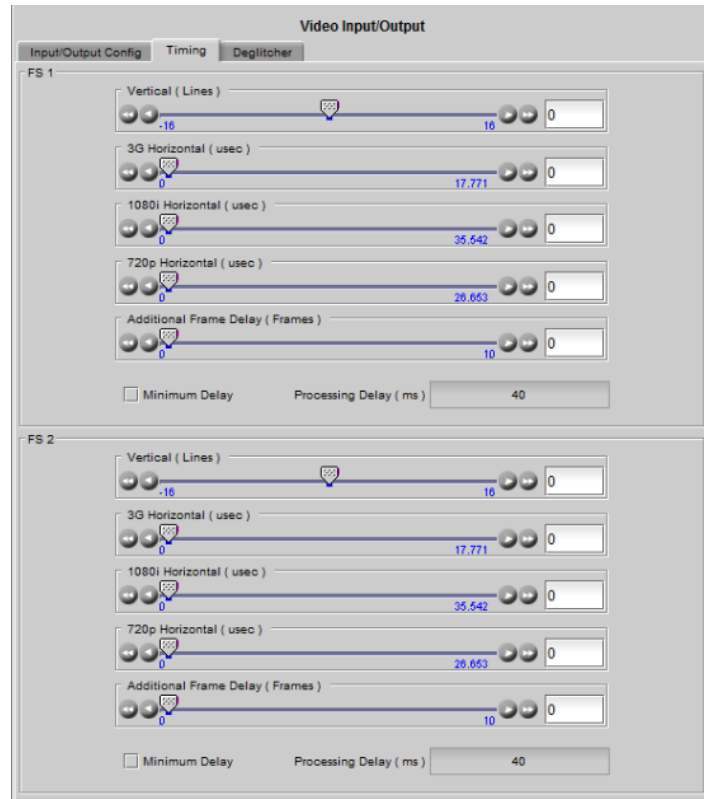 Video Input/Output
Input/Output Config Timing Deglitcher
FS 1
Vertical ( Lines )
-16 16 0
3G Horizontal ( usec )
0 17.771 0
1080i Horizontal ( usec )
0 35.542 0
720p Horizontal ( usec )
0 26.653 0
Additional Frame Delay ( Frames )
0 10 0
Minimum Delay Processing Delay ( ms ) 40
FS 2
Vertical ( Lines )
-16 16 0
3G Horizontal ( usec )
0 17.771 0
1080i Horizontal ( usec )
0 35.542 0
720p Horizontal ( usec )
0 26.653 0
Additional Frame Delay ( Frames )
0 10 0
Minimum Delay Processing Delay ( ms ) 40